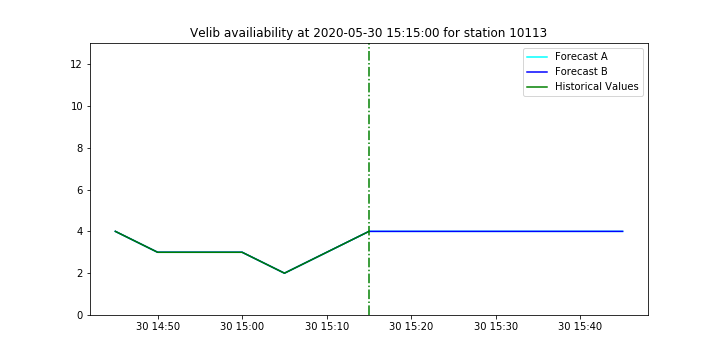 Velib availiability at 2020-05-30 15:15:00 for station 10113
Forecast A
Forecast B
Historical Values
12
10
8
6
4
2
0
30 14:50 30 15:00 30 15:10 30 15:20 30 15:30 30 15:40